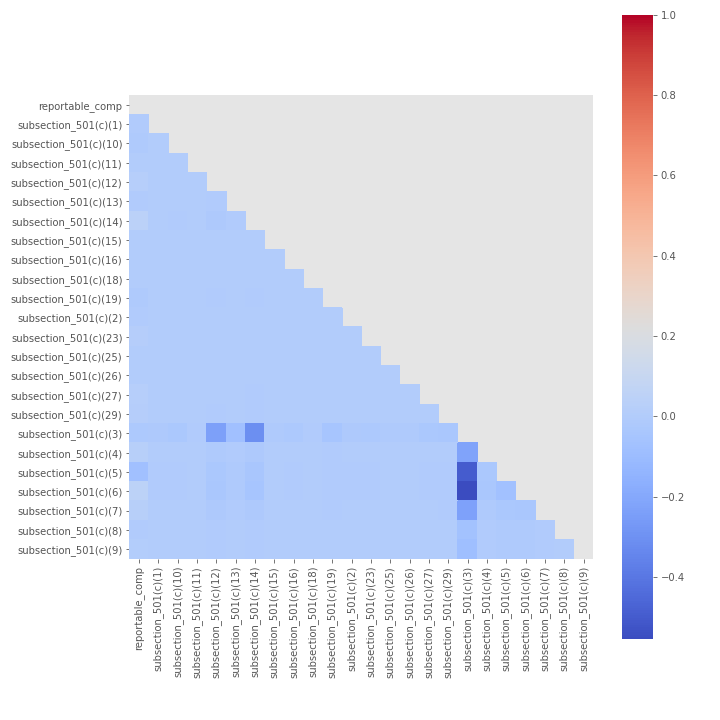 reportable_comp
subsection_501(c)(1)
subsection_501(c)(10)
subsection_501(c)(11)
subsection_501(c)(12)
subsection_501(c)(13)
subsection_501(c)(14)
subsection_501(c)(15)
subsection_501(c)(16)
subsection_501(c)(18)
subsection_501(c)(19)
subsection_501(c)(2)
subsection_501(c)(23)
subsection_501(c)(25)
subsection_501(c)(26)
subsection_501(c)(27)
subsection_501(c)(29)
subsection_501(c)(3)
subsection_501(c)(4)
subsection_501(c)(5)
subsection_501(c)(6)
subsection_501(c)(7)
subsection_501(c)(8)
subsection_501(c)(9)
reportable_comp
subsection_501(c)(1)
subsection_501(c)(10)
subsection_501(c)(11)
subsection_501(c)(12)
subsection_501(c)(13)
subsection_501(c)(14)
subsection_501(c)(15)
subsection_501(c)(16)
subsection_501(c)(18)
subsection_501(c)(19)
subsection_501(c)(2)
subsection_501(c)(23)
subsection_501(c)(25)
subsection_501(c)(26)
subsection_501(c)(27)
subsection_501(c)(29)
subsection_501(c)(3)
subsection_501(c)(4)
subsection_501(c)(5)
subsection_501(c)(6)
subsection_501(c)(7)
subsection_501(c)(8)
subsection_501(c)(9)
1.0
0.8
0.6
0.4
0.2
0.0
−0.2
−0.4